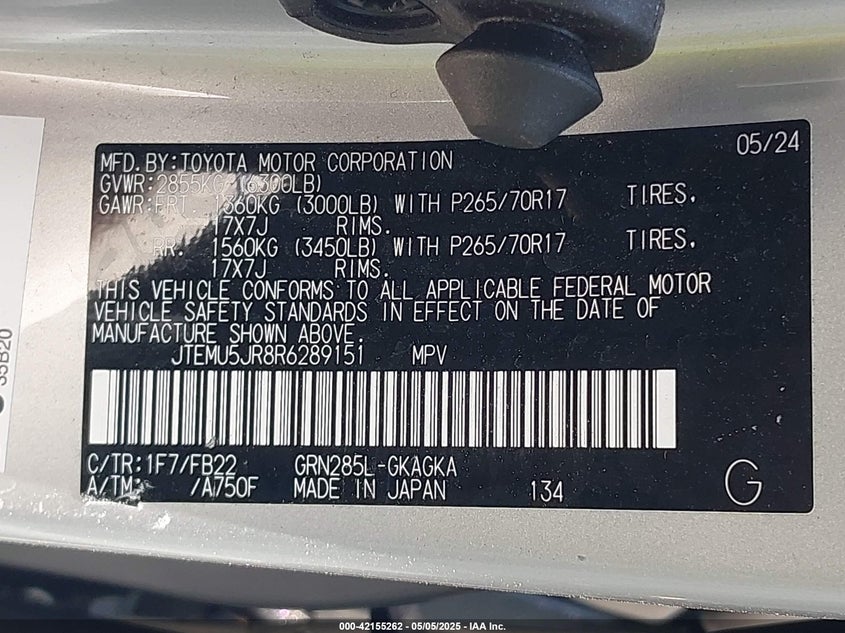 05/24
MFD. BY:TOYOTA MOTOR CORPORATION
GVWR:2855KG (6300LB)
GAWR:FRT. 1360KG (3000LB) WITH P265/70R17 TIRES,
17X7J RIMS.
RR. 1560KG (3450LB) WITH P265/70R17 TIRES,
17X7J RIMS.
THIS VEHICLE CONFORMS TO ALL APPLICABLE FEDERAL MOTOR
VEHICLE SAFETY STANDARDS IN EFFECT ON THE DATE OF
MANUFACTURE SHOWN ABOVE.
JTEMU5JR8R6289151 MPV
C/TR:1F7/FB22 GRN285L-GKAGKA
A/TM: /A750F MADE IN JAPAN 134 G
35B20
000-42155262 - 05/05/2025 - IAA Inc.